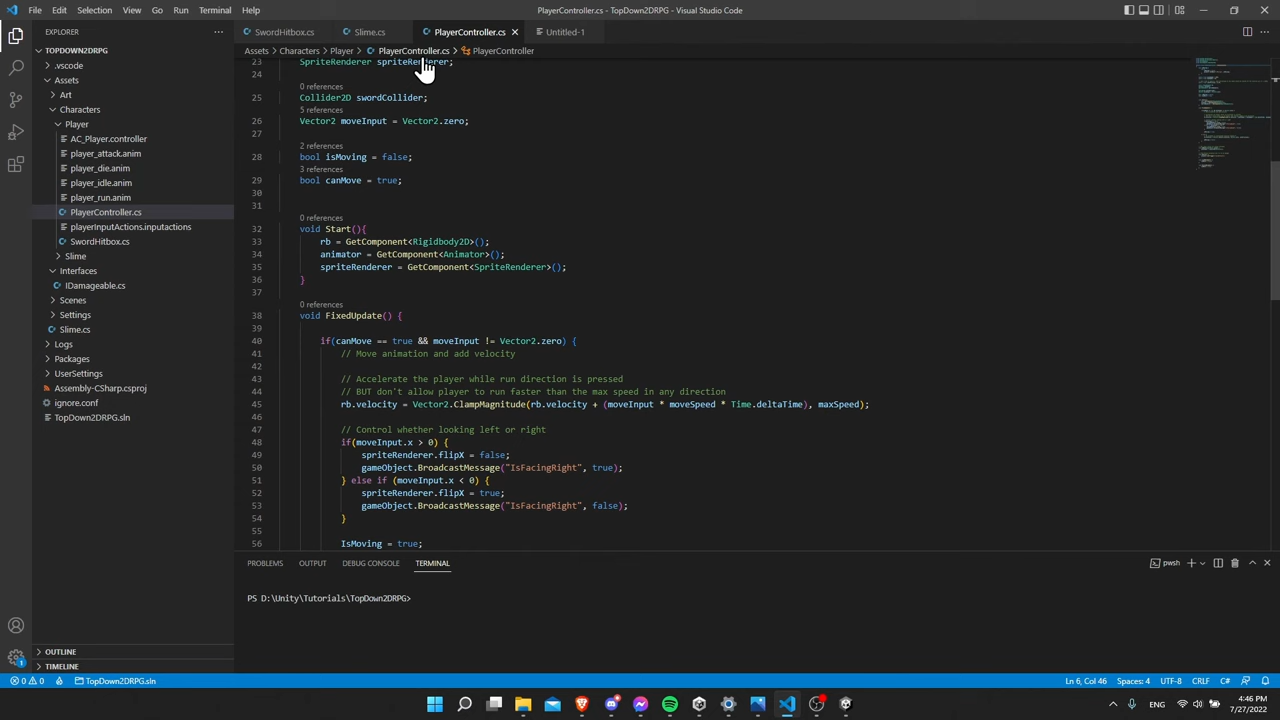 File Edit Selection View Go Run Terminal Help
PlayerController.cs - TopDown2DRPG - Visual Studio Code
EXPLORER
SwordHitbox.cs
Slime.cs
PlayerController.cs
Untitled-1
TOPDOWN2DRPG
Assets > Characters > Player > PlayerController.cs > PlayerController
.vscode
Assets
Art
Characters
Player
AC_Player.controller
player_attack.anim
player_die.anim
player_idle.anim
player_run.anim
PlayerController.cs
playerInputActions.inputactions
SwordHitbox.cs
Slime
Interfaces
IDamageable.cs
Scenes
Settings
Slime.cs
Logs
Packages
UserSettings
Assembly-CSharp.csproj
ignore.conf
TopDown2DRPG.sln
OUTLINE
TIMELINE
23 SpriteRenderer spriteRenderer;
24
0 references
25 Collider2D swordCollider;
5 references
26 Vector2 moveInput = Vector2.zero;
27
2 references
28 bool isMoving = false;
3 references
29 bool canMove = true;
30
31
0 references
32 void Start(){
33 rb = GetComponent<Rigidbody2D>();
34 animator = GetComponent<Animator>();
35 spriteRenderer = GetComponent<SpriteRenderer>();
36 }
37
0 references
38 void FixedUpdate() {
39
40 if(canMove == true && moveInput != Vector2.zero) {
41 // Move animation and add velocity
42
43 // Accelerate the player while run direction is pressed
44 // BUT don't allow player to run faster than the max speed in any direction
45 rb.velocity = Vector2.ClampMagnitude(rb.velocity + (moveInput * moveSpeed * Time.deltaTime), maxSpeed);
46
47 // Control whether looking left or right
48 if(moveInput.x > 0) {
49 spriteRenderer.flipX = false;
50 gameObject.BroadcastMessage("IsFacingRight", true);
51 } else if (moveInput.x < 0) {
52 spriteRenderer.flipX = true;
53 gameObject.BroadcastMessage("IsFacingRight", false);
54 }
55
56 IsMoving = true;
PROBLEMS OUTPUT DEBUG CONSOLE TERMINAL
pwsh
PS D:\Unity\Tutorials\TopDown2DRPG>
0 0 TopDown2DRPG.sln
Ln 6, Col 46 Spaces: 4 UTF-8 CRLF C#
1
ENG
4:46 PM
7/27/2022